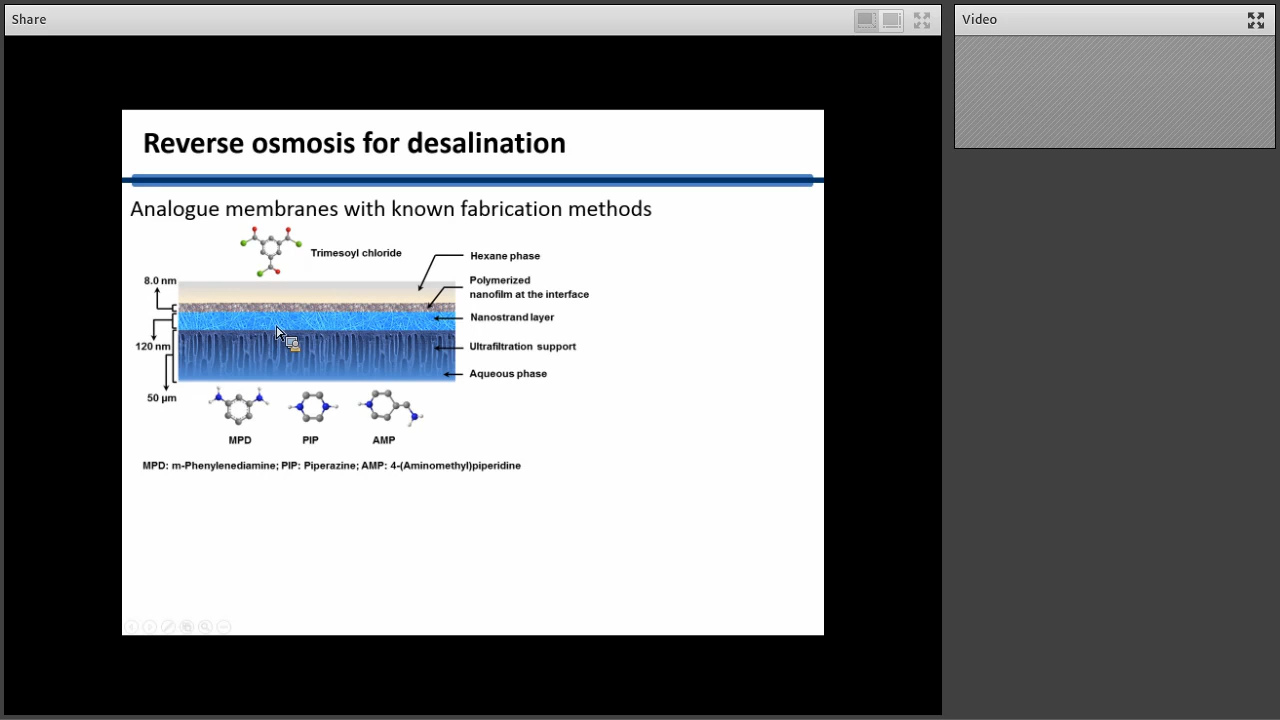 Share
Video
Reverse osmosis for desalination
Analogue membranes with known fabrication methods
Trimesoyl chloride
Hexane phase
8.0 nm
Polymerized
nanofilm at the interface
Nanostrand layer
120 nm
Ultrafiltration support
Aqueous phase
50 µm
MPD
PIP
AMP
MPD: m-Phenylenediamine; PIP: Piperazine; AMP: 4-(Aminomethyl)piperidine